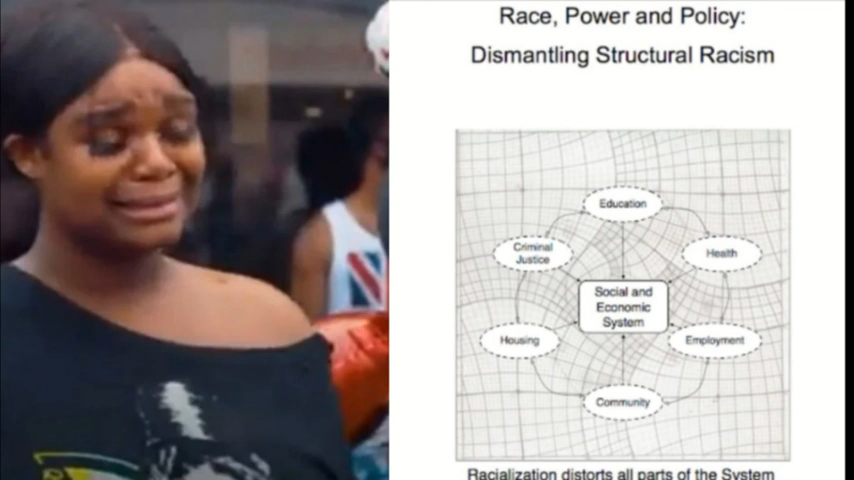 Race, Power and Policy:
Dismantling Structural Racism
Education
Criminal
Justice
Health
Social and
Economic
System
Housing
Employment
Community
Racialization distorts all parts of the System